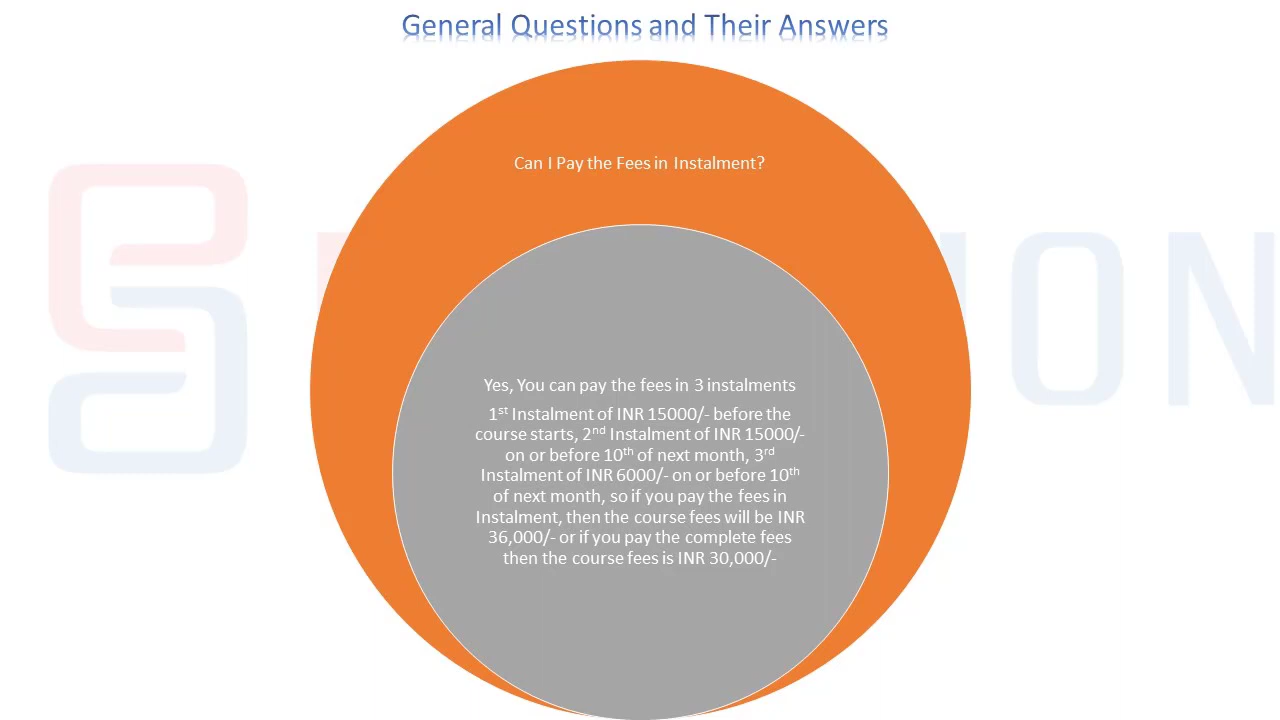 General Questions and Their Answers
Can I Pay the Fees in Instalment?
Yes, You can pay the fees in 3 instalments
1st Instalment of INR 15000/- before the
course starts, 2nd Instalment of INR 15000/-
on or before 10th of next month, 3rd
Instalment of INR 6000/- on or before 10th
of next month, so if you pay the fees in
Instalment, then the course fees will be INR
36,000/- or if you pay the complete fees
then the course fees is INR 30,000/-